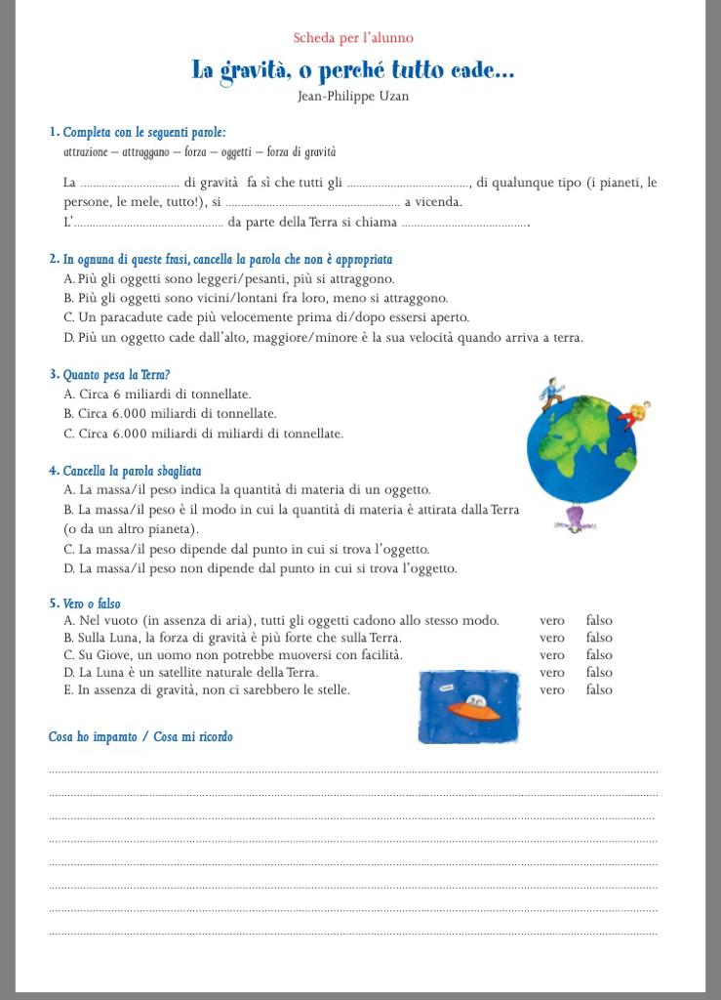 Scheda per l'alunno
La gravità, o perché tutto cade...
Jean-Philippe Uzan
1. Completa con le seguenti parole:
attrazione – attraggano – forza – oggetti – forza di gravità
La ................................ di gravità fa sì che tutti gli ......................................., di qualunque tipo (i pianeti, le
persone, le mele, tutto!), si ........................................................ a vicenda.
L'................................................ da parte della Terra si chiama ........................................
2. In ognuna di queste frasi, cancella la parola che non è appropriata
A. Più gli oggetti sono leggeri/pesanti, più si attraggono.
B. Più gli oggetti sono vicini/lontani fra loro, meno si attraggono.
C. Un paracadute cade più velocemente prima di/dopo essersi aperto.
D. Più un oggetto cade dall'alto, maggiore/minore è la sua velocità quando arriva a terra.
3. Quanto pesa la Terra?
A. Circa 6 miliardi di tonnellate.
B. Circa 6.000 miliardi di tonnellate.
C. Circa 6.000 miliardi di miliardi di tonnellate.
4. Cancella la parola sbagliata
A. La massa/il peso indica la quantità di materia di un oggetto.
B. La massa/il peso è il modo in cui la quantità di materia è attirata dalla Terra
(o da un altro pianeta).
C. La massa/il peso dipende dal punto in cui si trova l'oggetto.
D. La massa/il peso non dipende dal punto in cui si trova l'oggetto.
5. Vero o falso
A. Nel vuoto (in assenza di aria), tutti gli oggetti cadono allo stesso modo. vero falso
B. Sulla Luna, la forza di gravità è più forte che sulla Terra. vero falso
C. Su Giove, un uomo non potrebbe muoversi con facilità. vero falso
D. La Luna è un satellite naturale della Terra. vero falso
E. In assenza di gravità, non ci sarebbero le stelle. vero falso
Cosa ho imparato / Cosa mi ricordo